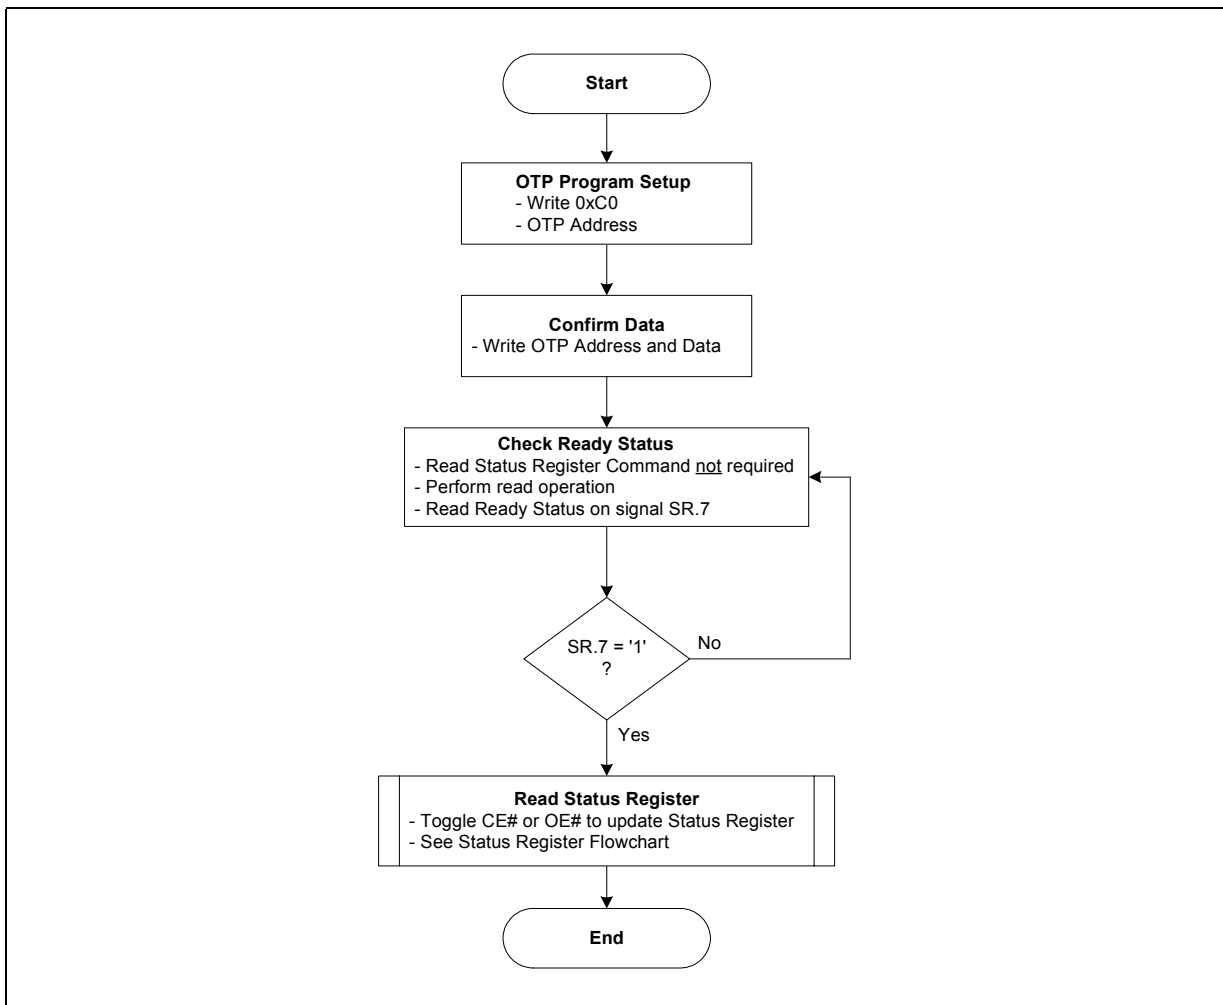 Start
OTP Program Setup
- Write 0xC0
- OTP Address
Confirm Data
- Write OTP Address and Data
Check Ready Status
- Read Status Register Command not required
- Perform read operation
- Read Ready Status on signal SR.7
SR.7 = '1'
?
No
Yes
Read Status Register
- Toggle CE# or OE# to update Status Register
- See Status Register Flowchart
End